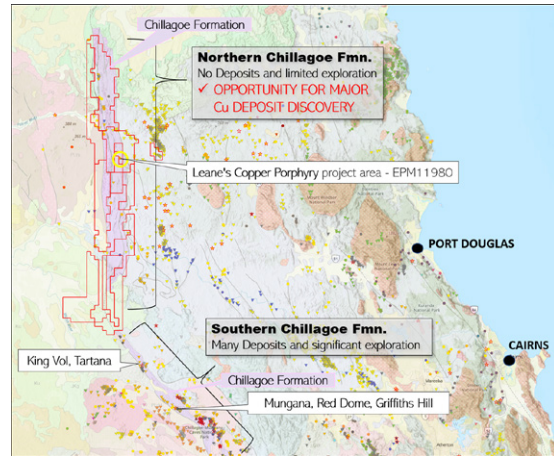 Chillagoe Formation
Northern Chillagoe Fmn.
No Deposits and limited exploration
✓ OPPORTUNITY FOR MAJOR
Cu DEPOSIT DISCOVERY
Leane's Copper Porphyry project area - EPM11980
PORT DOUGLAS
Southern Chillagoe Fmn.
Many Deposits and significant exploration
CAIRNS
King Vol, Tartana
Chillagoe Formation
Mungana, Red Dome, Griffiths Hill